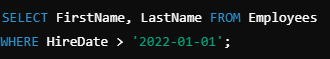 SELECT FirstName, LastName FROM Employees
WHERE HireDate > '2022-01-01';